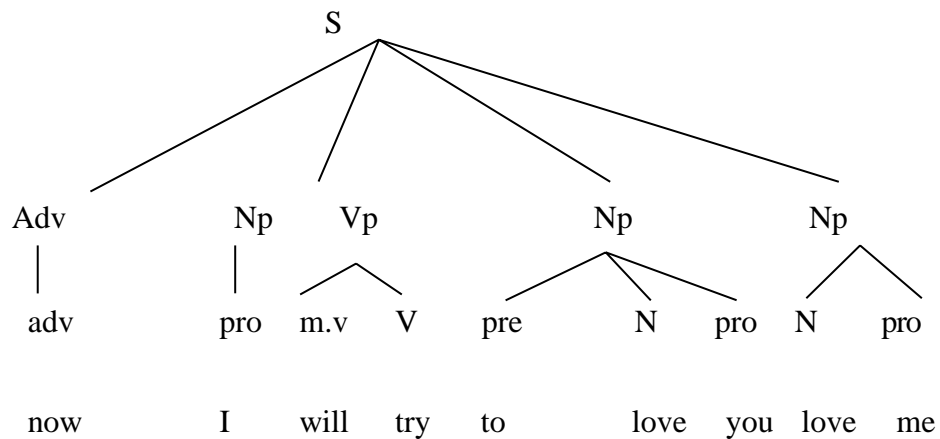 S
Adv Np Vp Np Np
adv pro m.v V pre N pro N pro
now I will try to love you love me